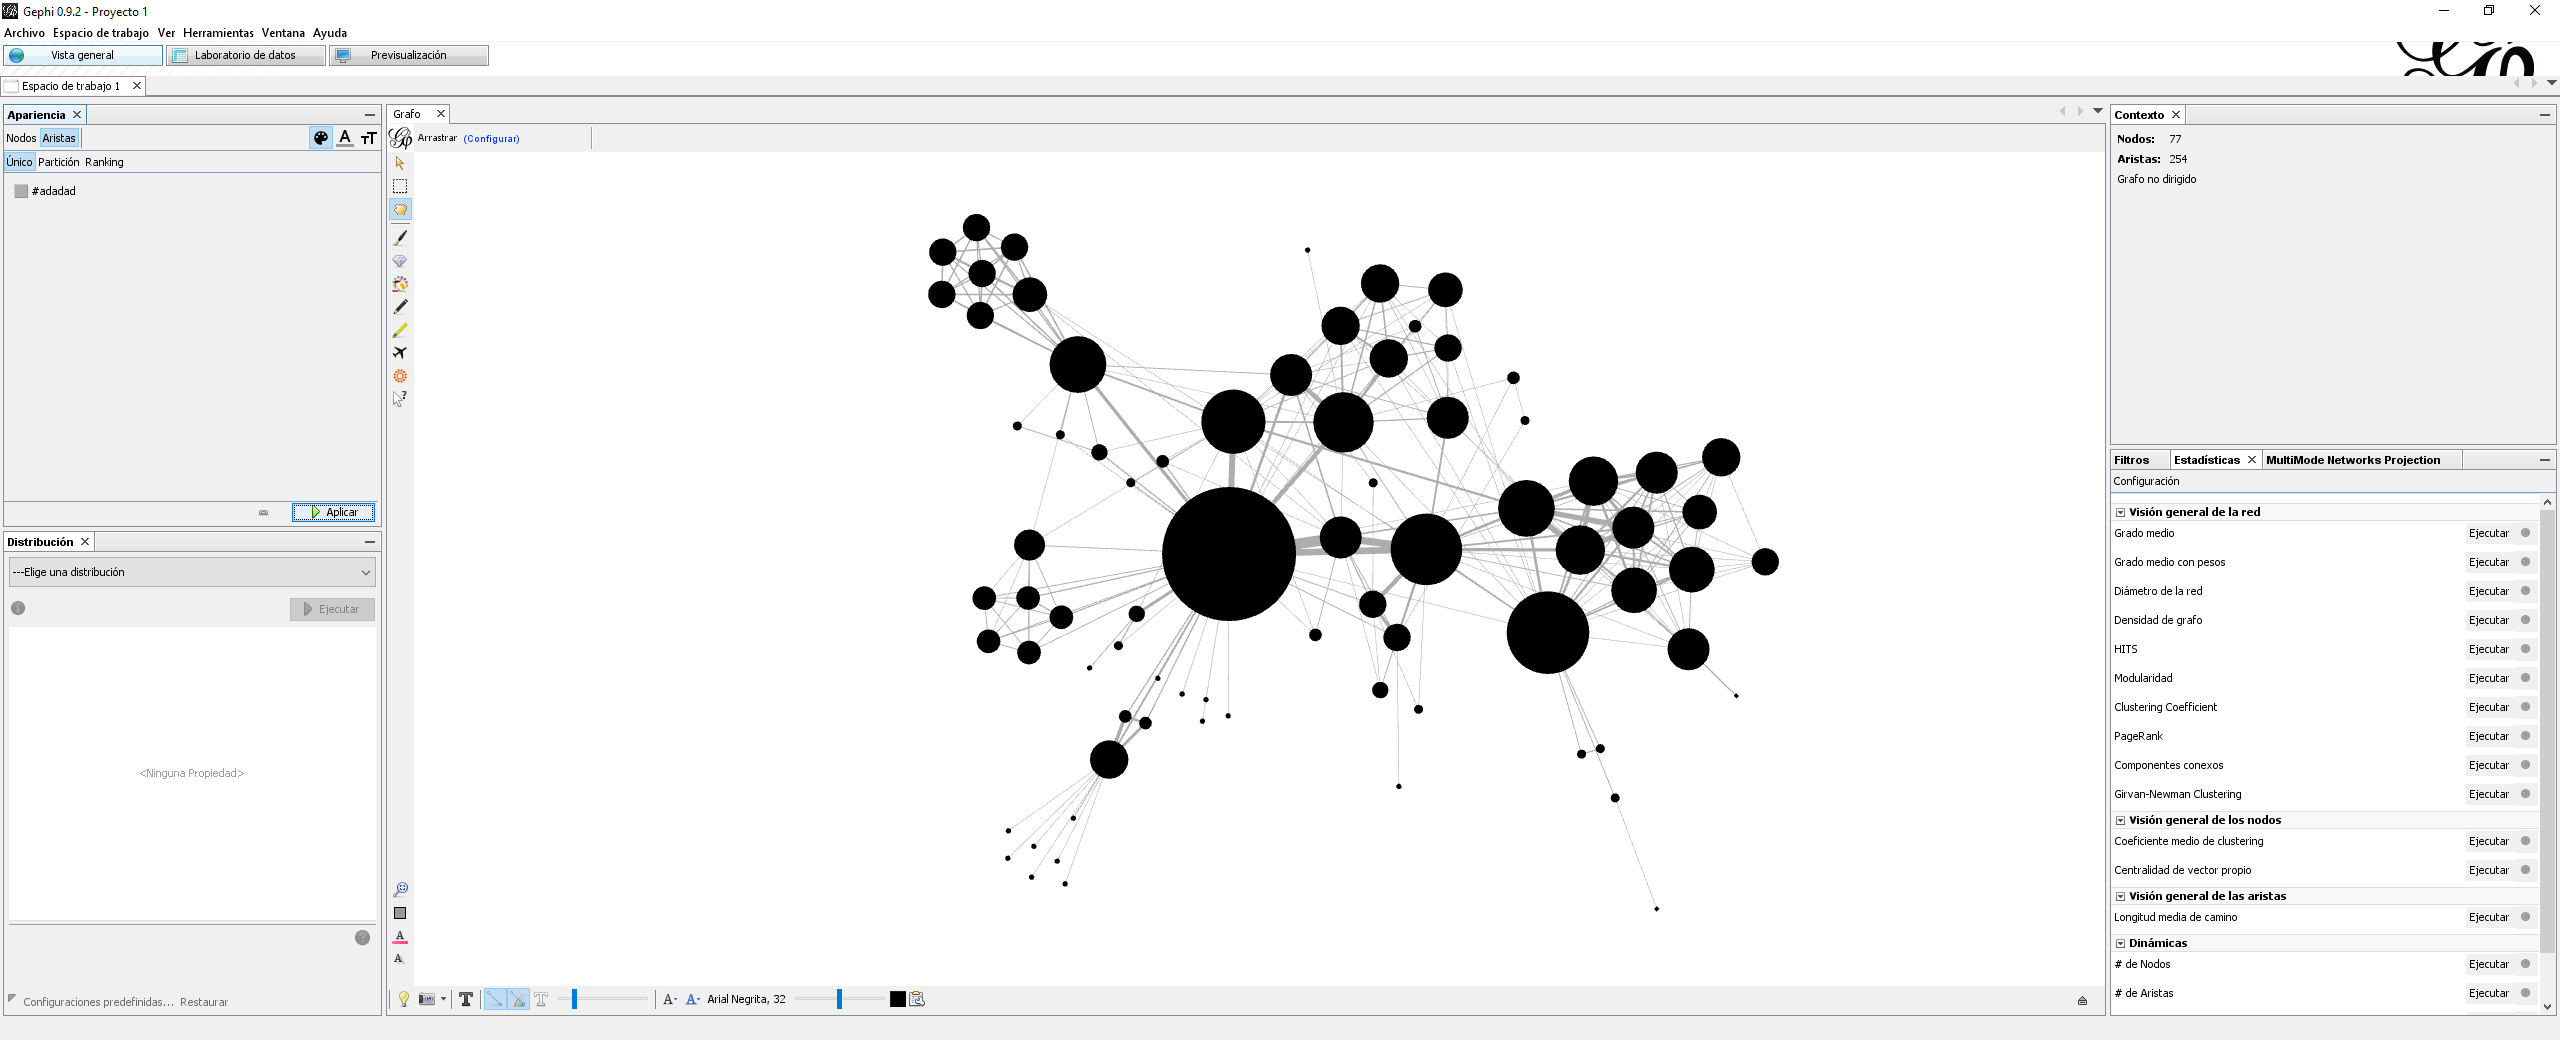 Gephi 0.9.2 - Proyecto 1
Archivo Espacio de trabajo Ver Herramientas Ventana Ayuda
Vista general Laboratorio de datos Previsualización
Espacio de trabajo 1
Apariencia
Nodos Aristas
Único Partición Ranking
#adadad
Aplicar
Distribución
---Elige una distribución
Ejecutar
<Ninguna Propiedad>
Configuraciones predefinidas... Restaurar
Grafo
Arrastrar (Configurar)
Arial Negrita, 32
Contexto
Nodos: 77
Aristas: 254
Grafo no dirigido
Filtros Estadísticas MultiMode Networks Projection
Configuración
Visión general de la red
Grado medio Ejecutar
Grado medio con pesos Ejecutar
Diámetro de la red Ejecutar
Densidad de grafo Ejecutar
HITS Ejecutar
Modularidad Ejecutar
Clustering Coefficient Ejecutar
PageRank Ejecutar
Componentes conexos Ejecutar
Girvan-Newman Clustering Ejecutar
Visión general de los nodos
Coeficiente medio de clustering Ejecutar
Centralidad de vector propio Ejecutar
Visión general de las aristas
Longitud media de camino Ejecutar
Dinámicas
# de Nodos Ejecutar
# de Aristas Ejecutar